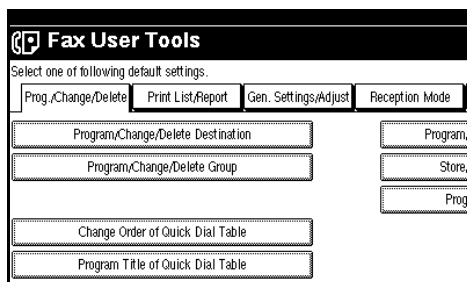 Fax User Tools
Select one of following default settings.
Prog./Change/Delete Print List/Report Gen. Settings/Adjust Reception Mode
Program/Change/Delete Destination Program,
Program/Change/Delete Group Store,
Prog
Change Order of Quick Dial Table
Program Title of Quick Dial Table